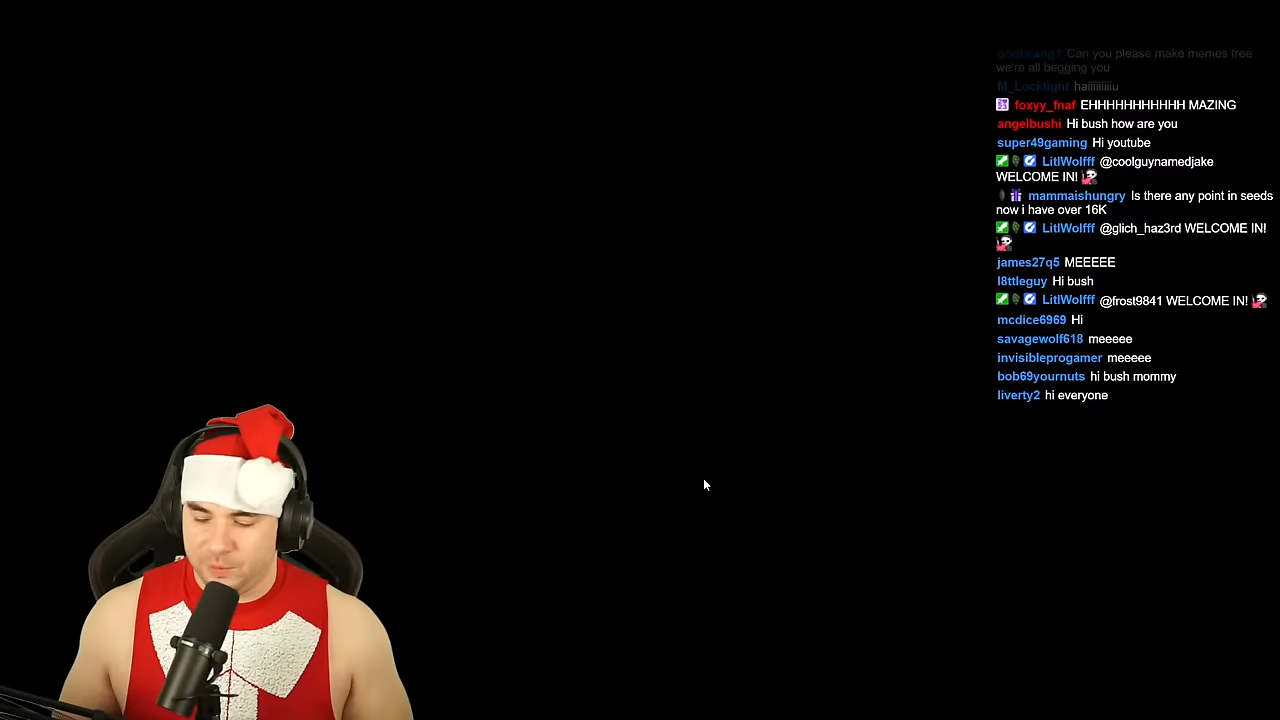 godbeang1 Can you please make memes free
we're all begging you
M_Locktight haiiiiiiiiu
foxyy_fnaf EHHHHHHHHHHH MAZING
angelbushi Hi bush how are you
super49gaming Hi youtube
LitlWolfff @coolguynamedjake
WELCOME IN!
mammaishungry Is there any point in seeds
now i have over 16K
LitlWolfff @glich_haz3rd WELCOME IN!
james27q5 MEEEEE
l8ttleguy Hi bush
LitlWolfff @frost9841 WELCOME IN!
mcdice6969 Hi
savagewolf618 meeeee
invisibleprogamer meeeee
bob69yournuts hi bush mommy
liverty2 hi everyone